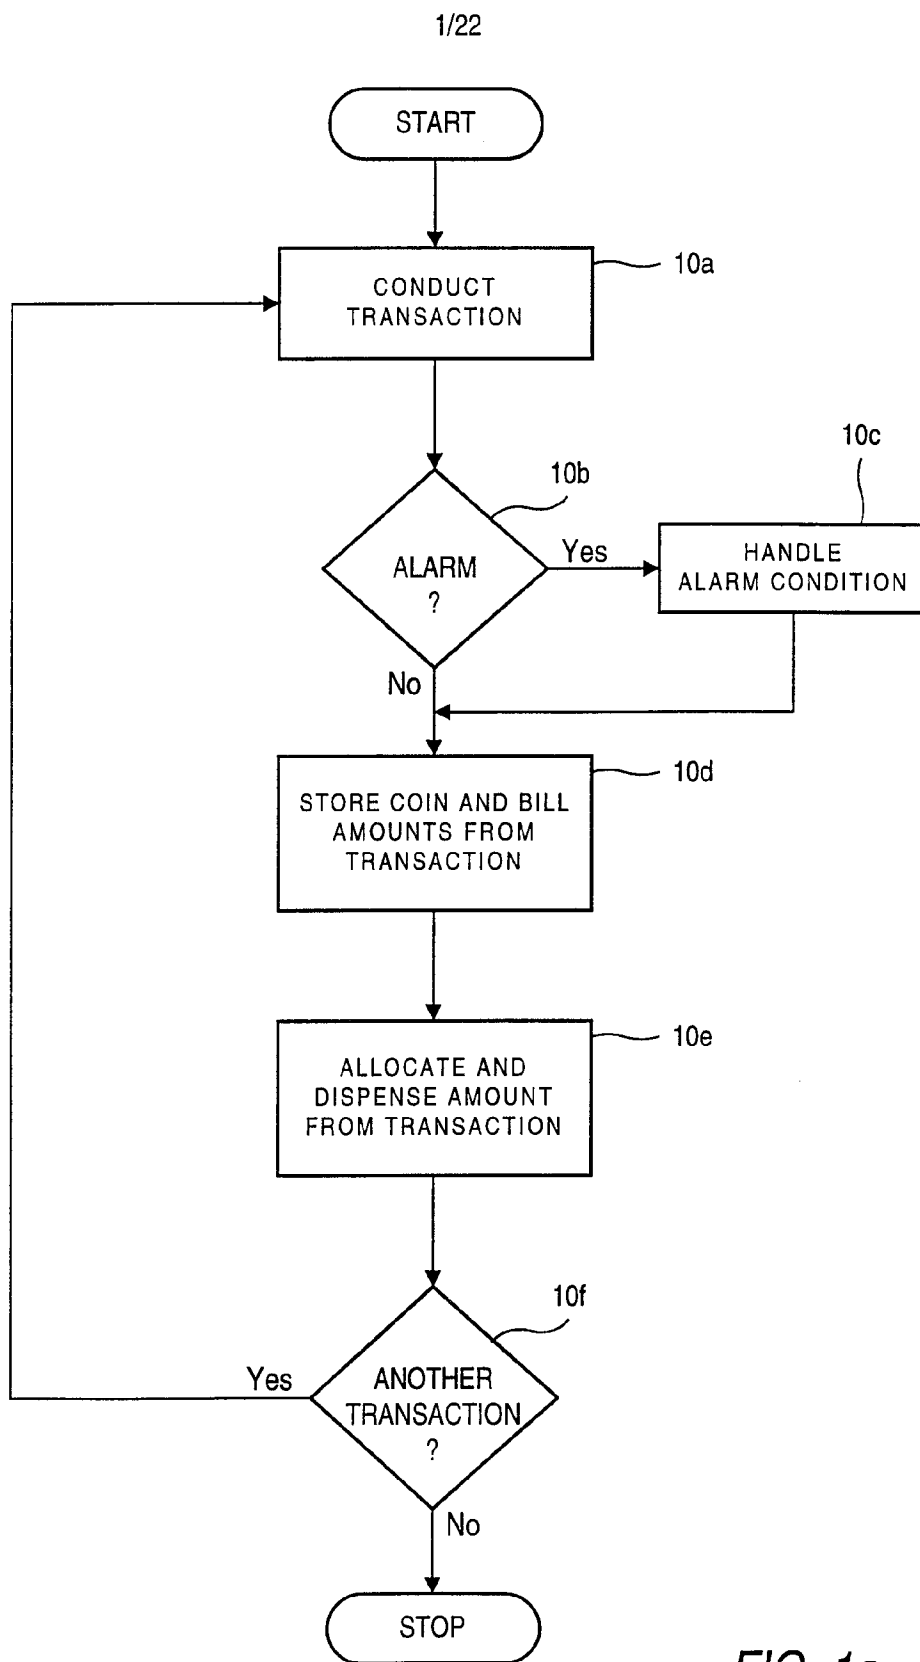 1/22
START
CONDUCT
TRANSACTION
10a
10b
10c
ALARM
?
Yes
HANDLE
ALARM CONDITION
No
STORE COIN AND BILL
AMOUNTS FROM
TRANSACTION
10d
ALLOCATE AND
DISPENSE AMOUNT
FROM TRANSACTION
10e
10f
ANOTHER
TRANSACTION
?
Yes
No
STOP